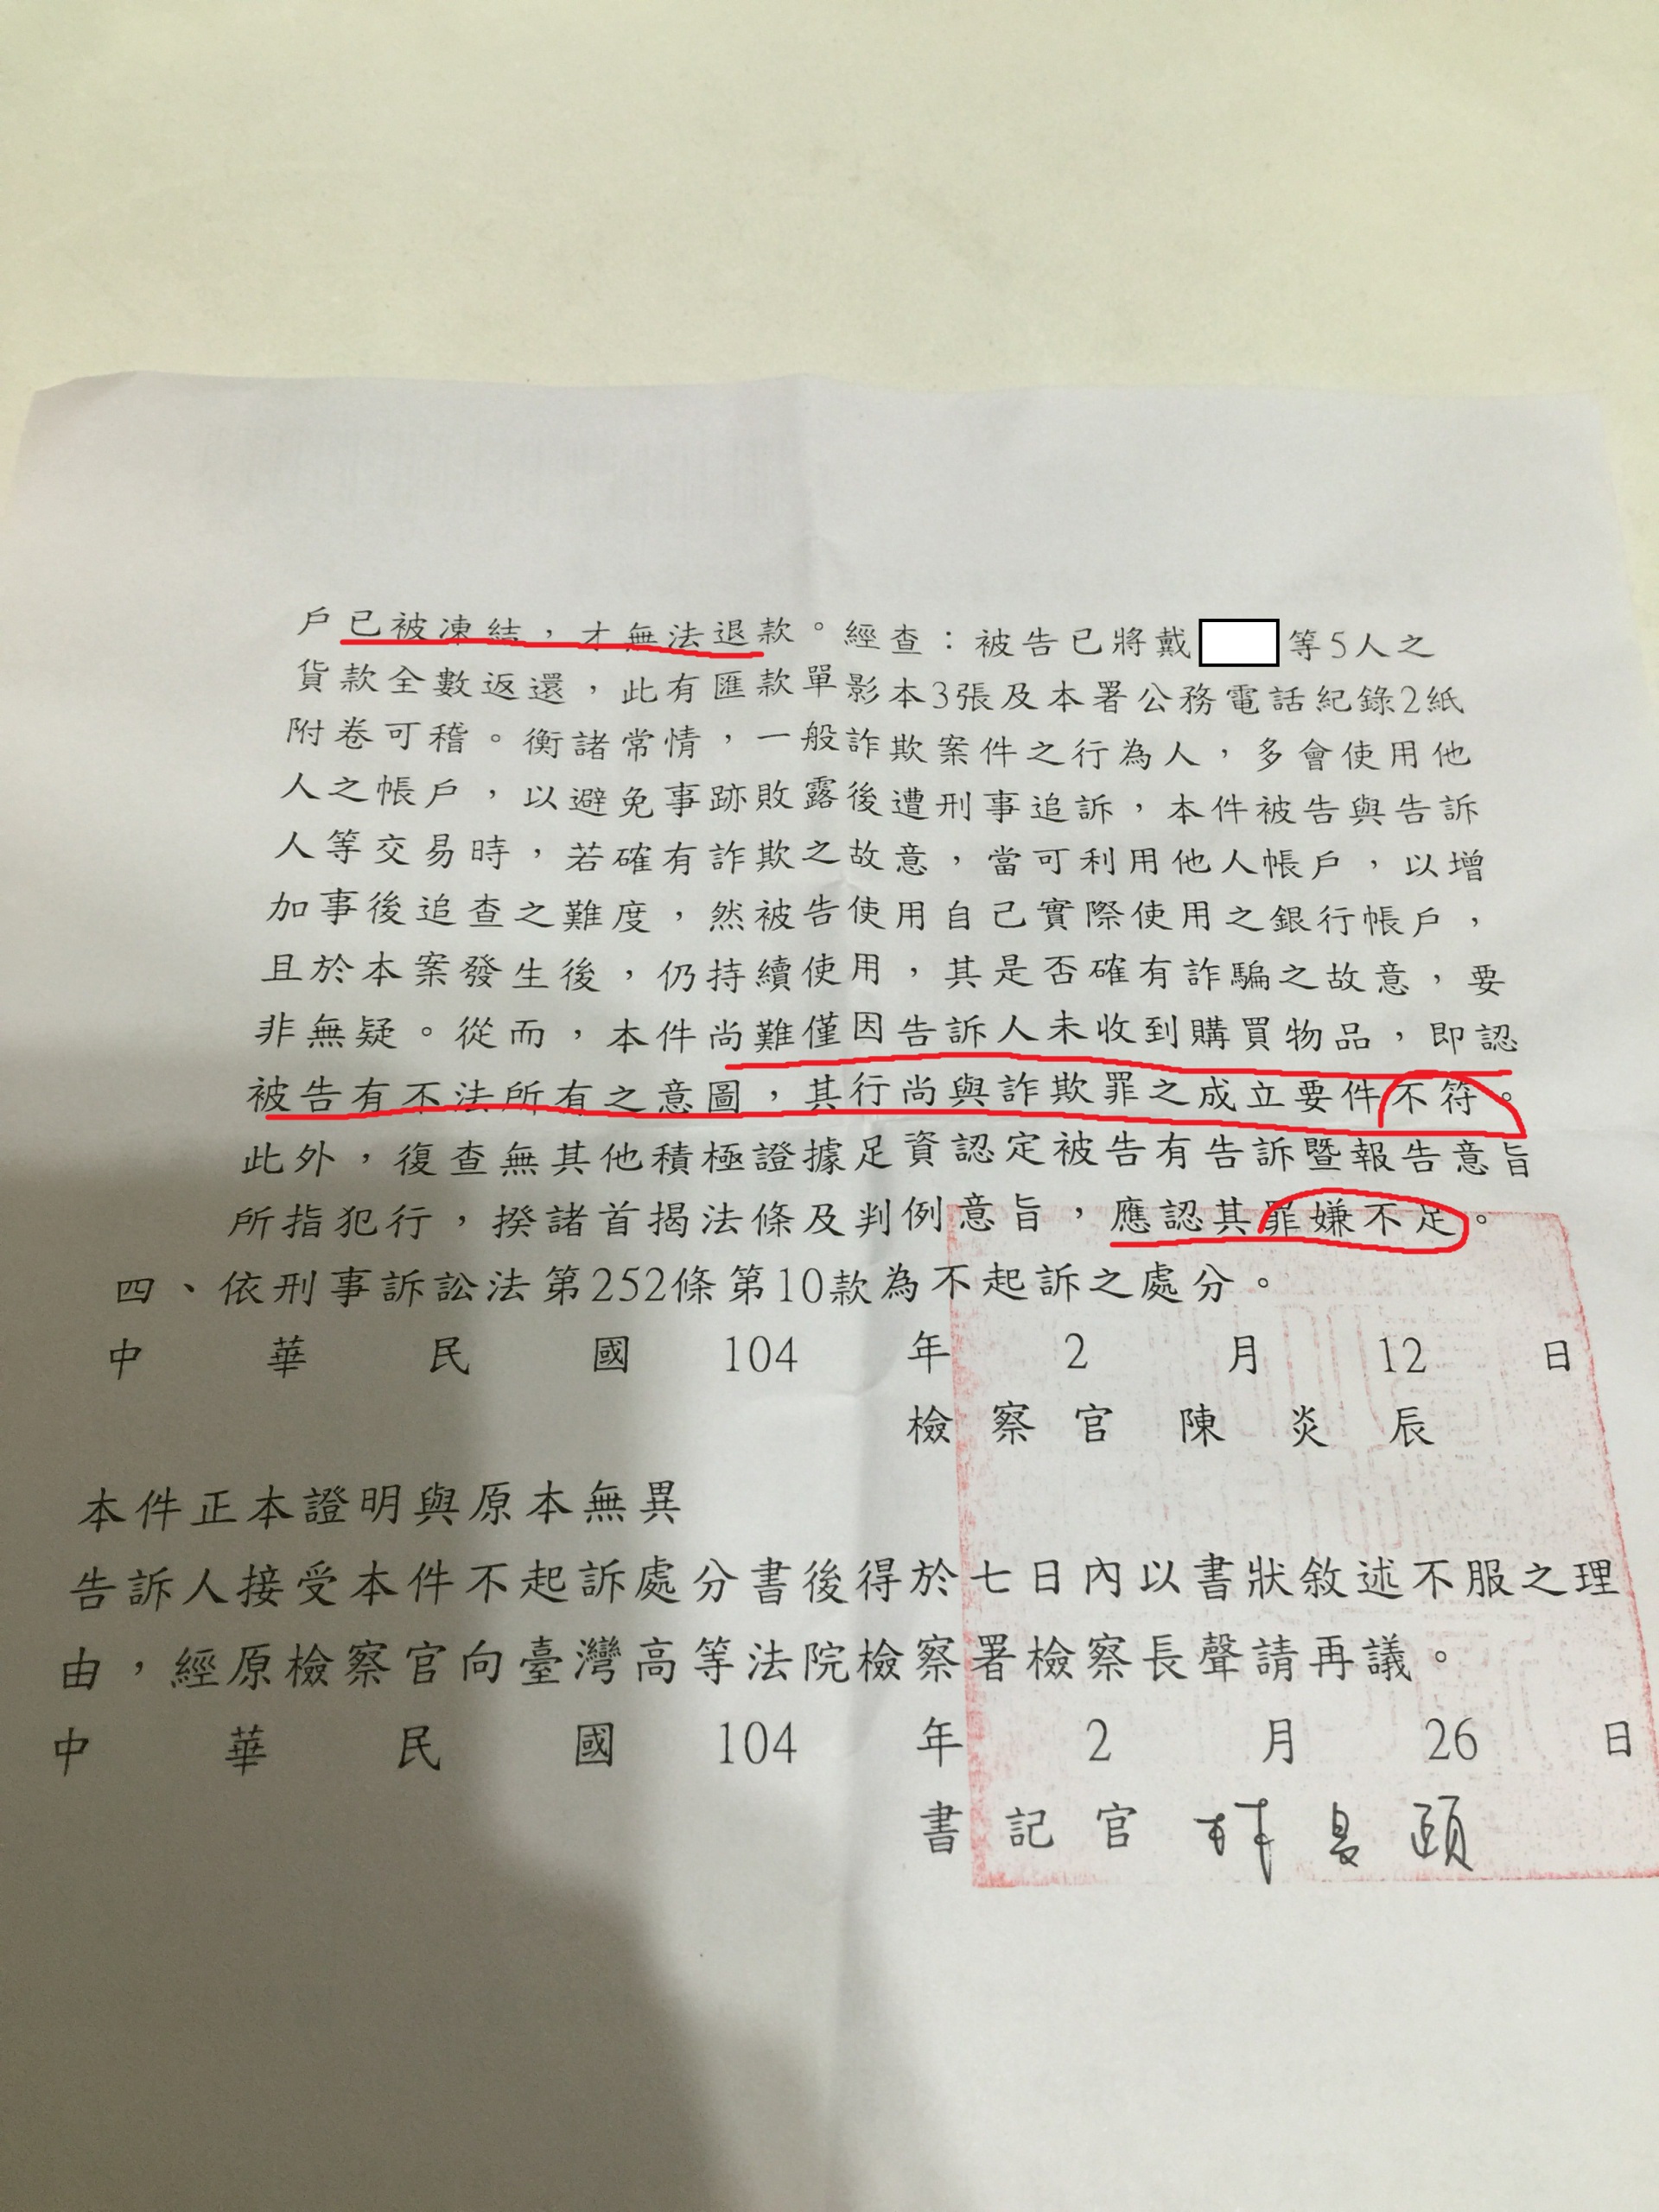 戶已被凍結，才無法退款。經查：被告已將戴 等5人之
貨款全數返還，此有匯款單影本3張及本署公務電話紀錄2紙
附卷可稽。衡諸常情，一般詐欺案件之行為人，多會使用他
人之帳戶，以避免事跡敗露後遭刑事追訴，本件被告與告訴
人等交易時，若確有詐欺之故意，當可利用他人帳戶，以增
加事後追查之難度，然被告使用自己實際使用之銀行帳戶，
且於本案發生後，仍持續使用，其是否確有詐騙之故意，要
非無疑。從而，本件尚難僅因告訴人未收到購買物品，即認
被告有不法所有之意圖，其行尚與詐欺罪之成立要件不符。
此外，復查無其他積極證據足資認定被告有告訴暨報告意旨
所指犯行，揆諸首揭法條及判例意旨，應認其罪嫌不足。
四、依刑事訴訟法第252條第10款為不起訴之處分。
中華民國104年2月12日
檢察官陳炎辰
本件正本證明與原本無異
告訴人接受本件不起訴處分書後得於七日內以書狀敘述不服之理
由，經原檢察官向臺灣高等法院檢察署檢察長聲請再議。
中華民國104年2月26日
書記官